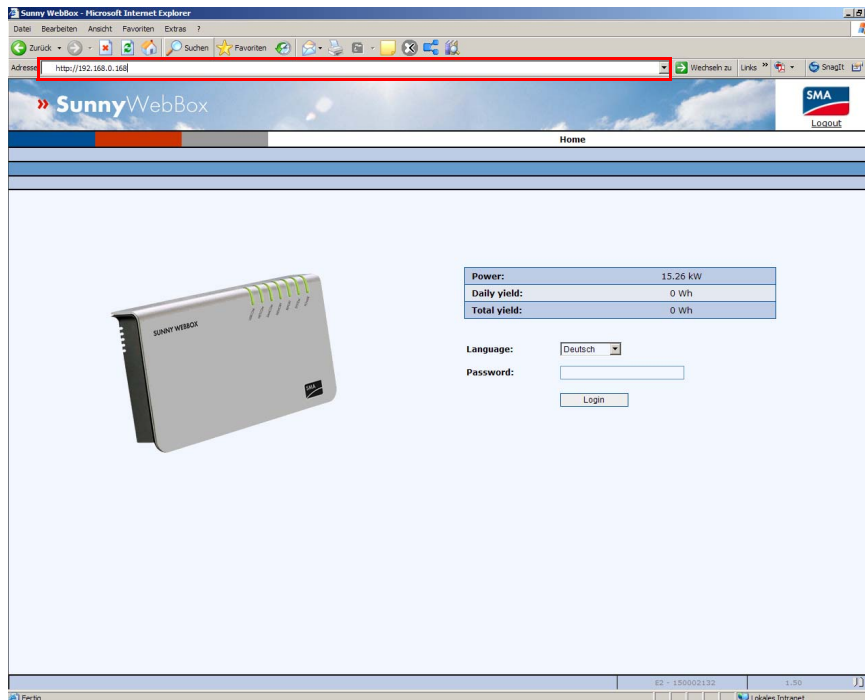 Sunny WebBox - Microsoft Internet Explorer
Datei Bearbeiten Ansicht Favoriten Extras ?
Zurück Suchen Favoriten
Adresse http://192.168.0.168 Wechseln zu Links » SnagIt
» SunnyWebBox
SMA
Logout
Home
SUNNY WEBBOX
SMA
Power: 15.26 kW
Daily yield: 0 Wh
Total yield: 0 Wh
Language: Deutsch
Password:
Login
E2 - 150002132 1.50
Fertig Lokales Intranet